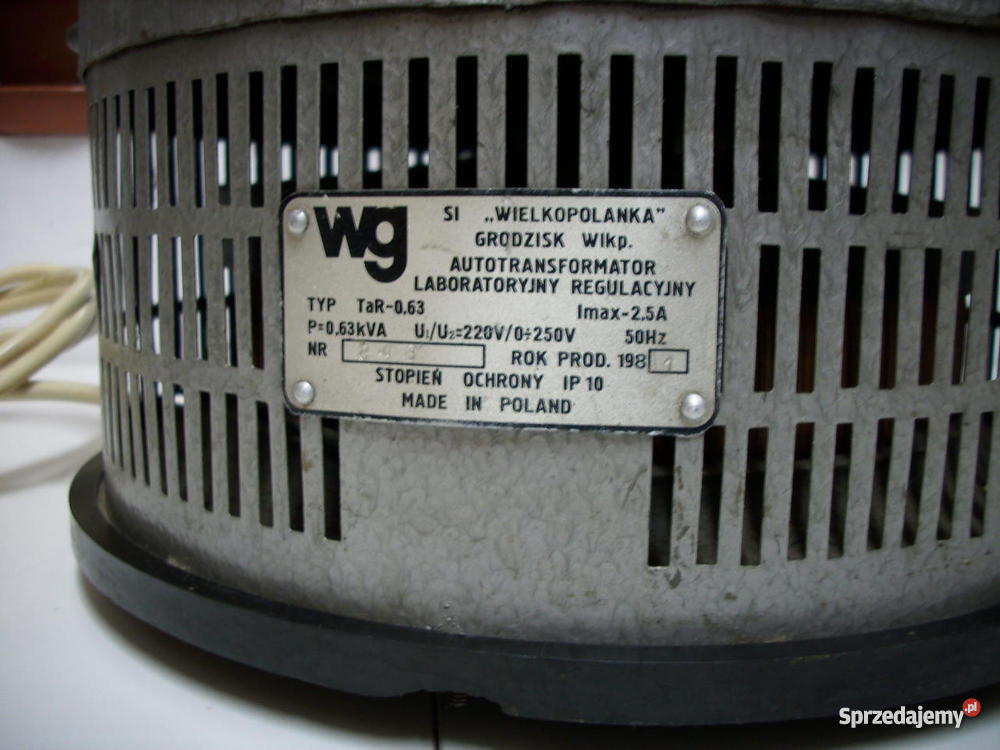 wg
SI „WIELKOPOLANKA”
GRODZISK Wlkp.
AUTOTRANSFORMATOR
LABORATORYJNY REGULACYJNY
TYP TaR-0,63 Imax-2,5A
P=0,63kVA U₁/U₂=220V/0÷250V 50Hz
NR ROK PROD. 198
STOPIEŃ OCHRONY IP 10
MADE IN POLAND
Sprzedajemy.pl